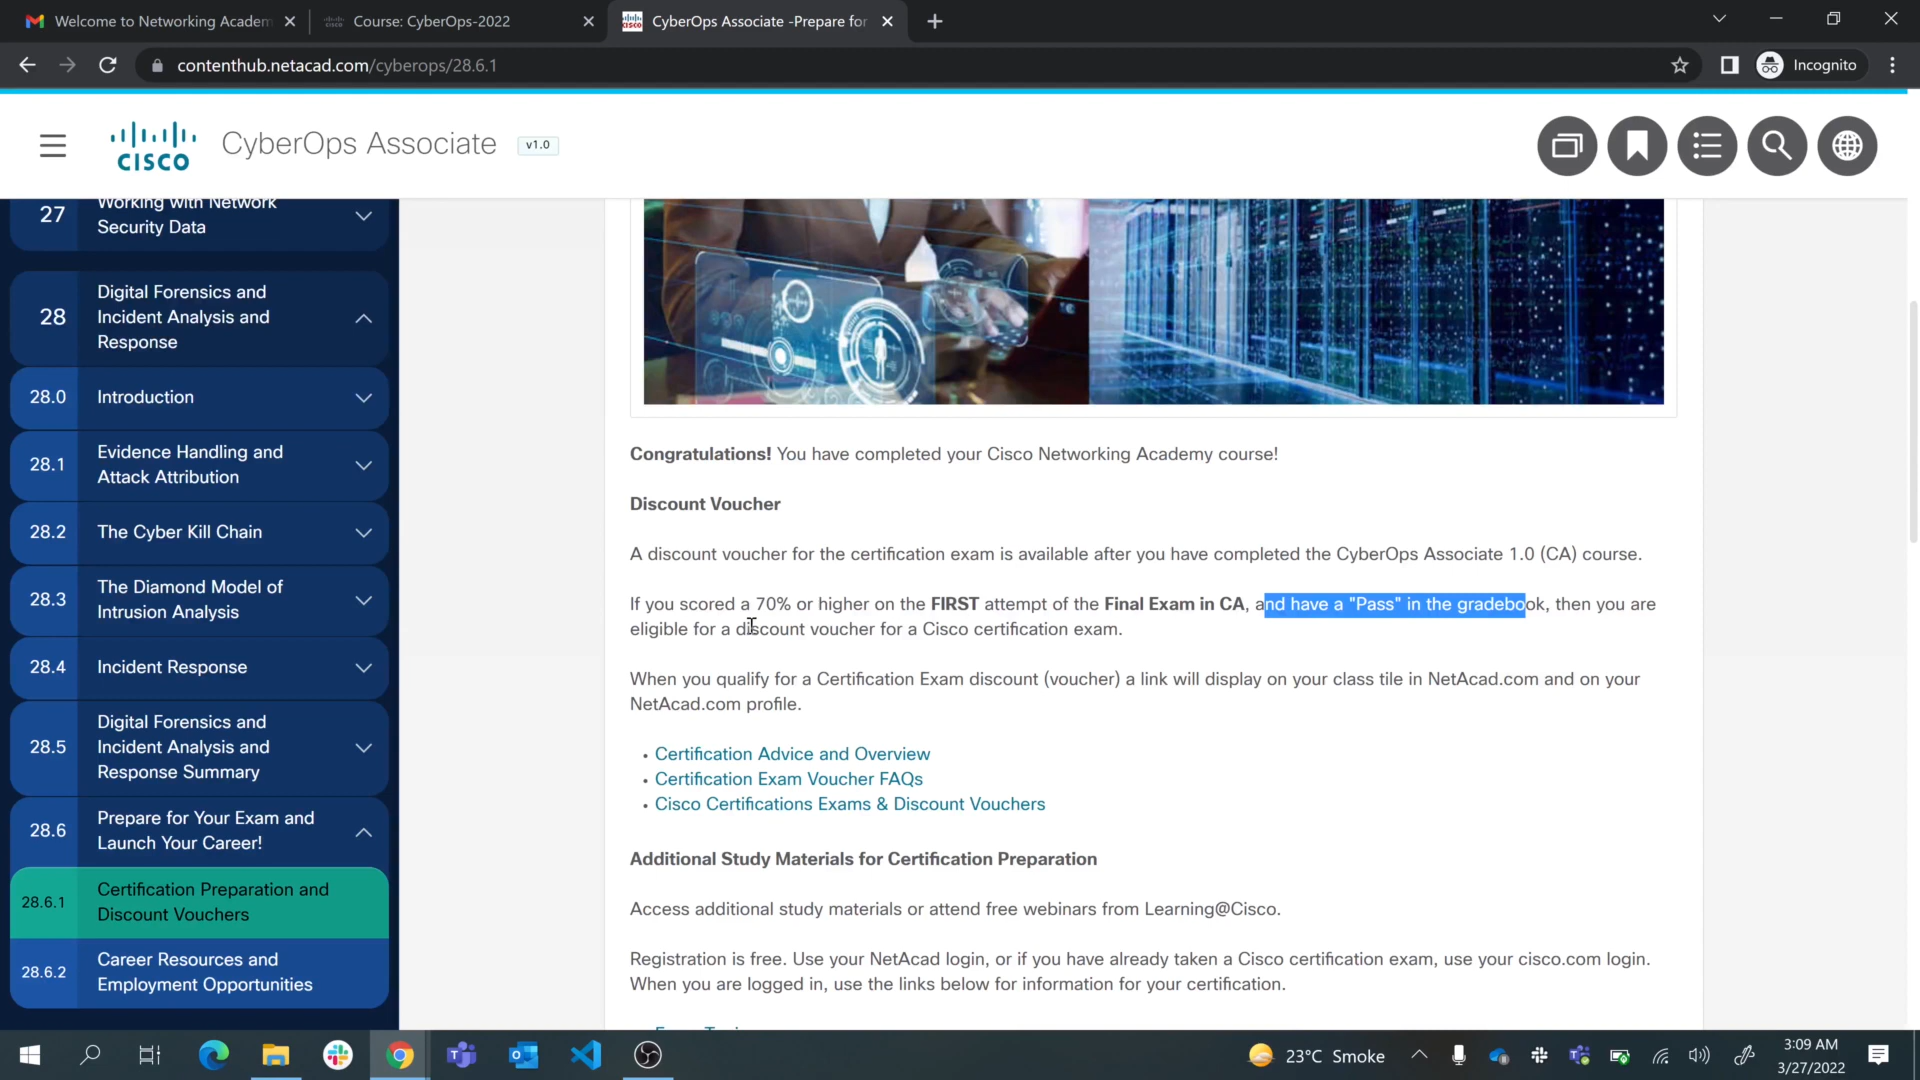 Welcome to Networking Academ
Course: CyberOps-2022
CyberOps Associate -Prepare for
contenthub.netacad.com/cyberops/28.6.1
Incognito
CISCO
CyberOps Associate
v1.0
27
Working with Network
Security Data
28
Digital Forensics and
Incident Analysis and
Response
28.0
Introduction
28.1
Evidence Handling and
Attack Attribution
28.2
The Cyber Kill Chain
28.3
The Diamond Model of
Intrusion Analysis
28.4
Incident Response
28.5
Digital Forensics and
Incident Analysis and
Response Summary
28.6
Prepare for Your Exam and
Launch Your Career!
28.6.1
Certification Preparation and
Discount Vouchers
28.6.2
Career Resources and
Employment Opportunities
Congratulations! You have completed your Cisco Networking Academy course!
Discount Voucher
A discount voucher for the certification exam is available after you have completed the CyberOps Associate 1.0 (CA) course.
If you scored a 70% or higher on the FIRST attempt of the Final Exam in CA, and have a "Pass" in the gradebook, then you are
eligible for a discount voucher for a Cisco certification exam.
When you qualify for a Certification Exam discount (voucher) a link will display on your class tile in NetAcad.com and on your
NetAcad.com profile.
• Certification Advice and Overview
• Certification Exam Voucher FAQs
• Cisco Certifications Exams & Discount Vouchers
Additional Study Materials for Certification Preparation
Access additional study materials or attend free webinars from Learning@Cisco.
Registration is free. Use your NetAcad login, or if you have already taken a Cisco certification exam, use your cisco.com login.
When you are logged in, use the links below for information for your certification.
23°C Smoke
3:09 AM
3/27/2022